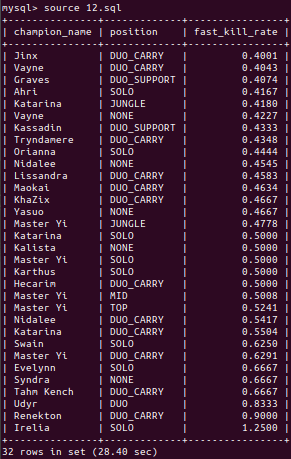 mysql> source 12.sql
+---------------+--------------+----------------+
| champion_name | position | fast_kill_rate |
+---------------+--------------+----------------+
| Jinx | DUO_CARRY | 0.4001 |
| Vayne | DUO_CARRY | 0.4043 |
| Graves | DUO_SUPPORT | 0.4074 |
| Ahri | SOLO | 0.4167 |
| Katarina | JUNGLE | 0.4180 |
| Vayne | NONE | 0.4227 |
| Kassadin | DUO_SUPPORT | 0.4333 |
| Tryndamere | DUO_CARRY | 0.4348 |
| Orianna | SOLO | 0.4444 |
| Nidalee | NONE | 0.4545 |
| Lissandra | DUO_CARRY | 0.4583 |
| Maokai | DUO_CARRY | 0.4634 |
| KhaZix | DUO_CARRY | 0.4667 |
| Yasuo | NONE | 0.4667 |
| Master Yi | JUNGLE | 0.4778 |
| Katarina | SOLO | 0.5000 |
| Kalista | NONE | 0.5000 |
| Master Yi | SOLO | 0.5000 |
| Karthus | SOLO | 0.5000 |
| Hecarim | DUO_CARRY | 0.5000 |
| Master Yi | MID | 0.5008 |
| Master Yi | TOP | 0.5241 |
| Nidalee | DUO_CARRY | 0.5417 |
| Katarina | DUO_CARRY | 0.5504 |
| Swain | SOLO | 0.6250 |
| Master Yi | DUO_CARRY | 0.6291 |
| Evelynn | SOLO | 0.6667 |
| Syndra | NONE | 0.6667 |
| Tahm Kench | DUO_CARRY | 0.6667 |
| Udyr | DUO | 0.8333 |
| Renekton | DUO_CARRY | 0.9000 |
| Irelia | SOLO | 1.2500 |
+---------------+--------------+----------------+
32 rows in set (28.40 sec)